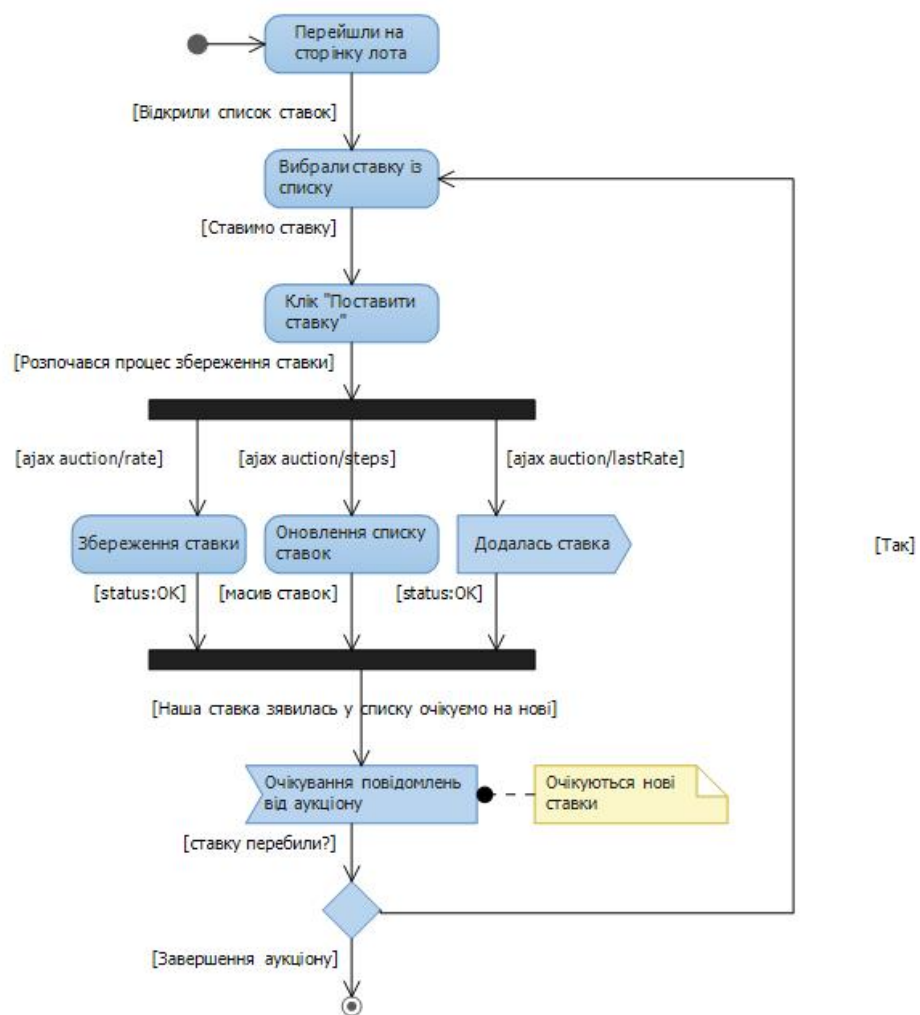 Перейшли на
сторінку лота
[Відкрили список ставок]
Вибрали ставку із
списку
[Ставимо ставку]
Клік "Поставити
ставку"
[Розпочався процес збереження ставки]
[ajax auction/rate]
[ajax auction/steps]
[ajax auction/lastRate]
Збереження ставки
Оновлення списку
ставок
Додалась ставка
[Так]
[status:OK]
[масив ставок]
[status:OK]
[Наша ставка зявилась у списку очікуємо на нові]
Очікування повідомлень
від аукціону
Очікуються нові
ставки
[ставку перебили?]
[Завершення аукціону]